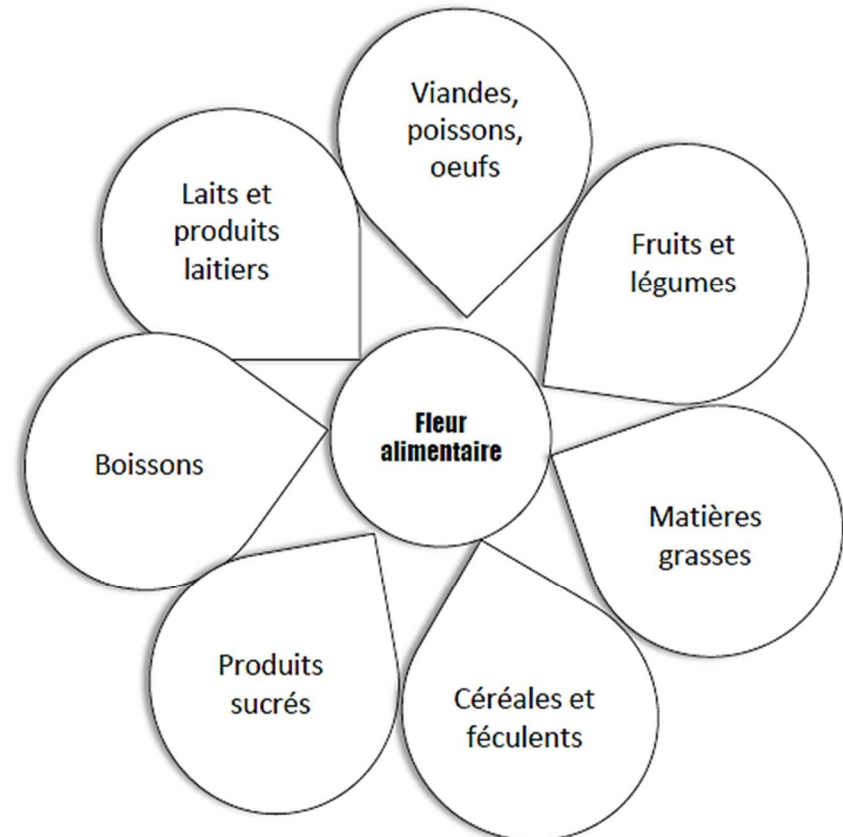 Viandes,
poissons,
oeufs
Laits et
produits
laitiers
Fruits et
légumes
Fleur
alimentaire
Boissons
Matières
grasses
Produits
sucrés
Céréales et
féculents